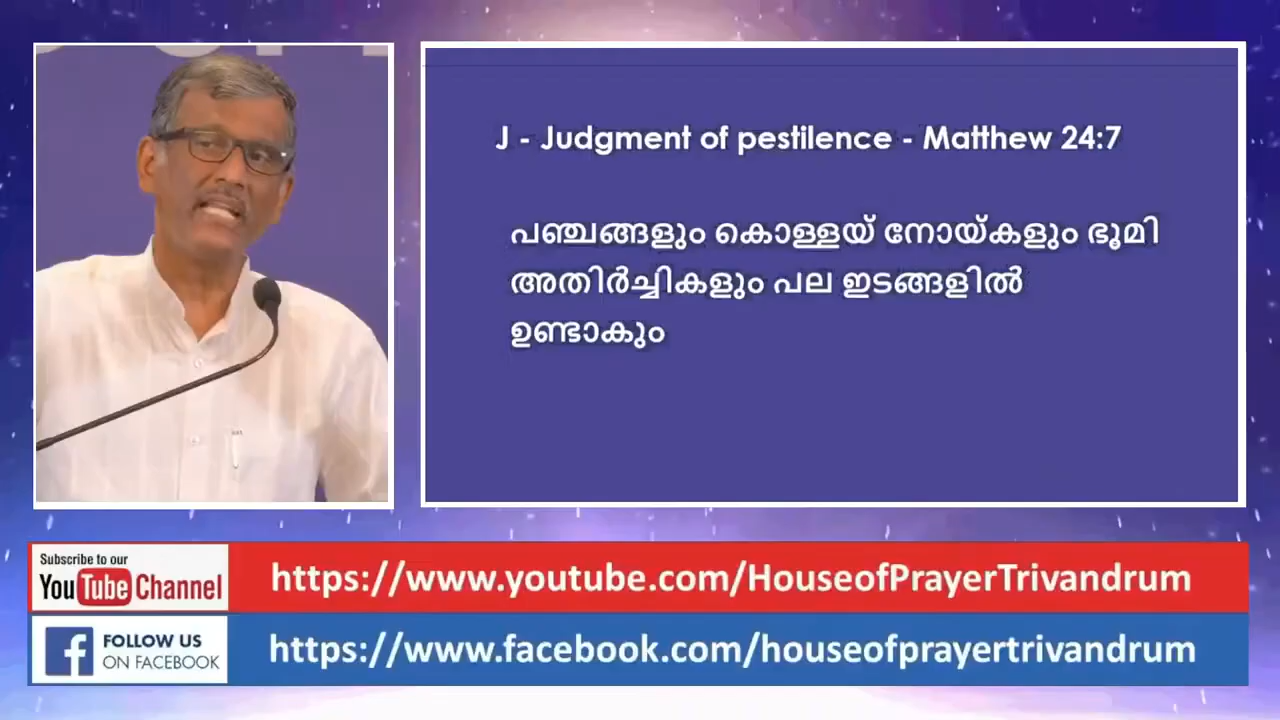 J - Judgment of pestilence - Matthew 24:7
പഞ്ചങ്ങളും കൊള്ളയ് നോയ്കളും ഭൂമി
അതിർച്ചികളും പല ഇടങ്ങളിൽ
ഉണ്ടാകും
Subscribe to our
YouTube Channel
https://www.youtube.com/HouseofPrayerTrivandrum
FOLLOW US
ON FACEBOOK
https://www.facebook.com/houseofprayertrivandrum